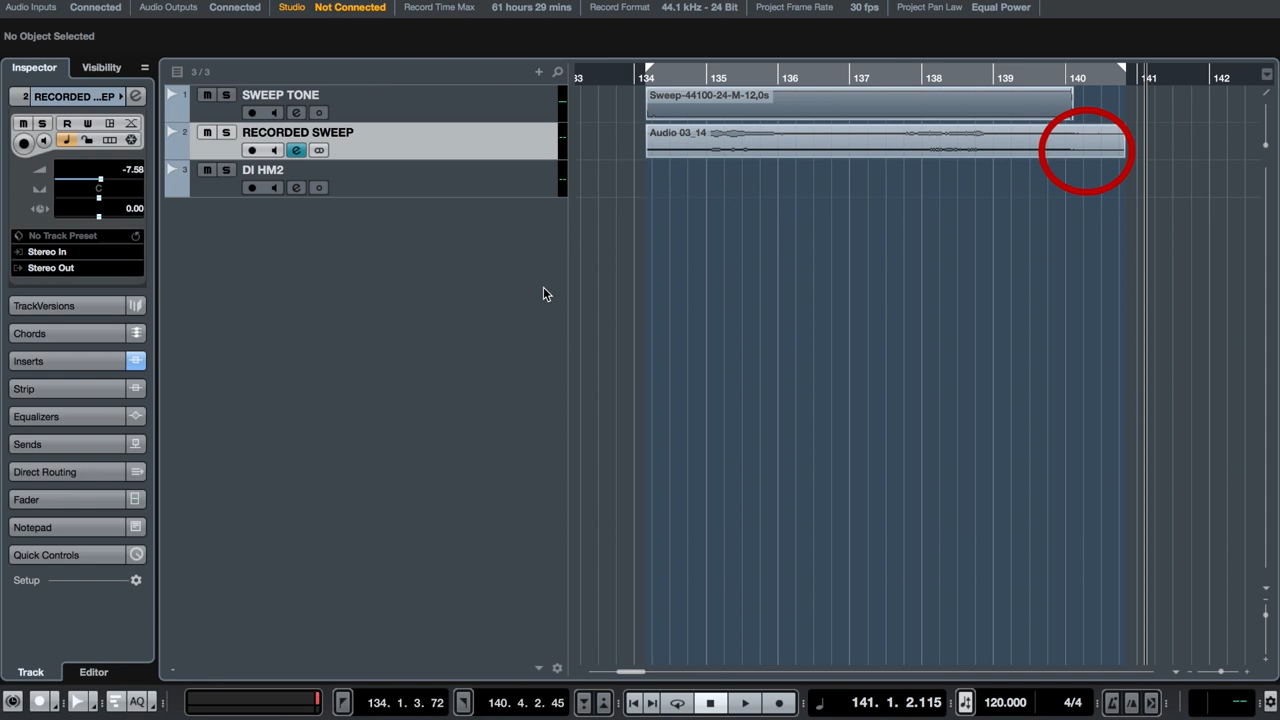 Audio Inputs Connected Audio Outputs Connected Studio Not Connected Record Time Max 61 hours 29 mins Record Format 44.1 kHz - 24 Bit Project Frame Rate 30 fps Project Pan Law Equal Power
No Object Selected
Inspector Visibility 3 / 3
33 134 135 136 137 138 139 140 141 142
2 RECORDED ...EP
1 m S SWEEP TONE
Sweep-44100-24-M-12,0s
M S R W
2 m S RECORDED SWEEP
Audio 03_14
-7.58
3 m S DI HM2
C
0.00
No Track Preset
Stereo In
Stereo Out
TrackVersions
Chords
Inserts
Strip
Equalizers
Sends
Direct Routing
Fader
Notepad
Quick Controls
Setup
Track Editor
AQ 134. 1. 3. 72 140. 4. 2. 45 141. 1. 2.115 120.000 4/4